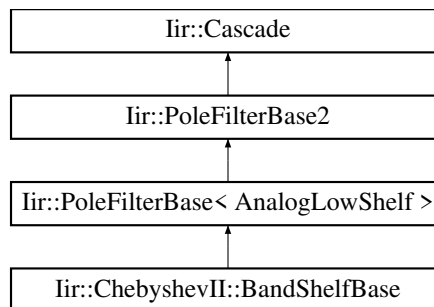 Iir::Cascade
Iir::PoleFilterBase2
Iir::PoleFilterBase< AnalogLowShelf >
Iir::ChebyshevII::BandShelfBase